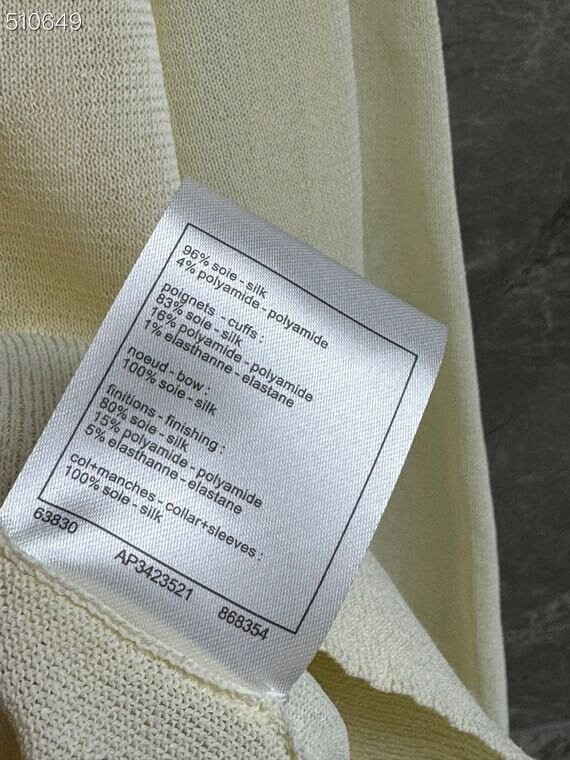 510649
96% soie - silk
4% polyamide - polyamide
poignets - cuffs :
83% soie - silk
16% polyamide - polyamide
1% elasthanne - elastane
noeud - bow :
100% soie - silk
finitions - finishing :
80% soie - silk
15% polyamide - polyamide
5% elasthanne - elastane
col+manches - collar+sleeves :
100% soie - silk
63830 AP3423521 868354